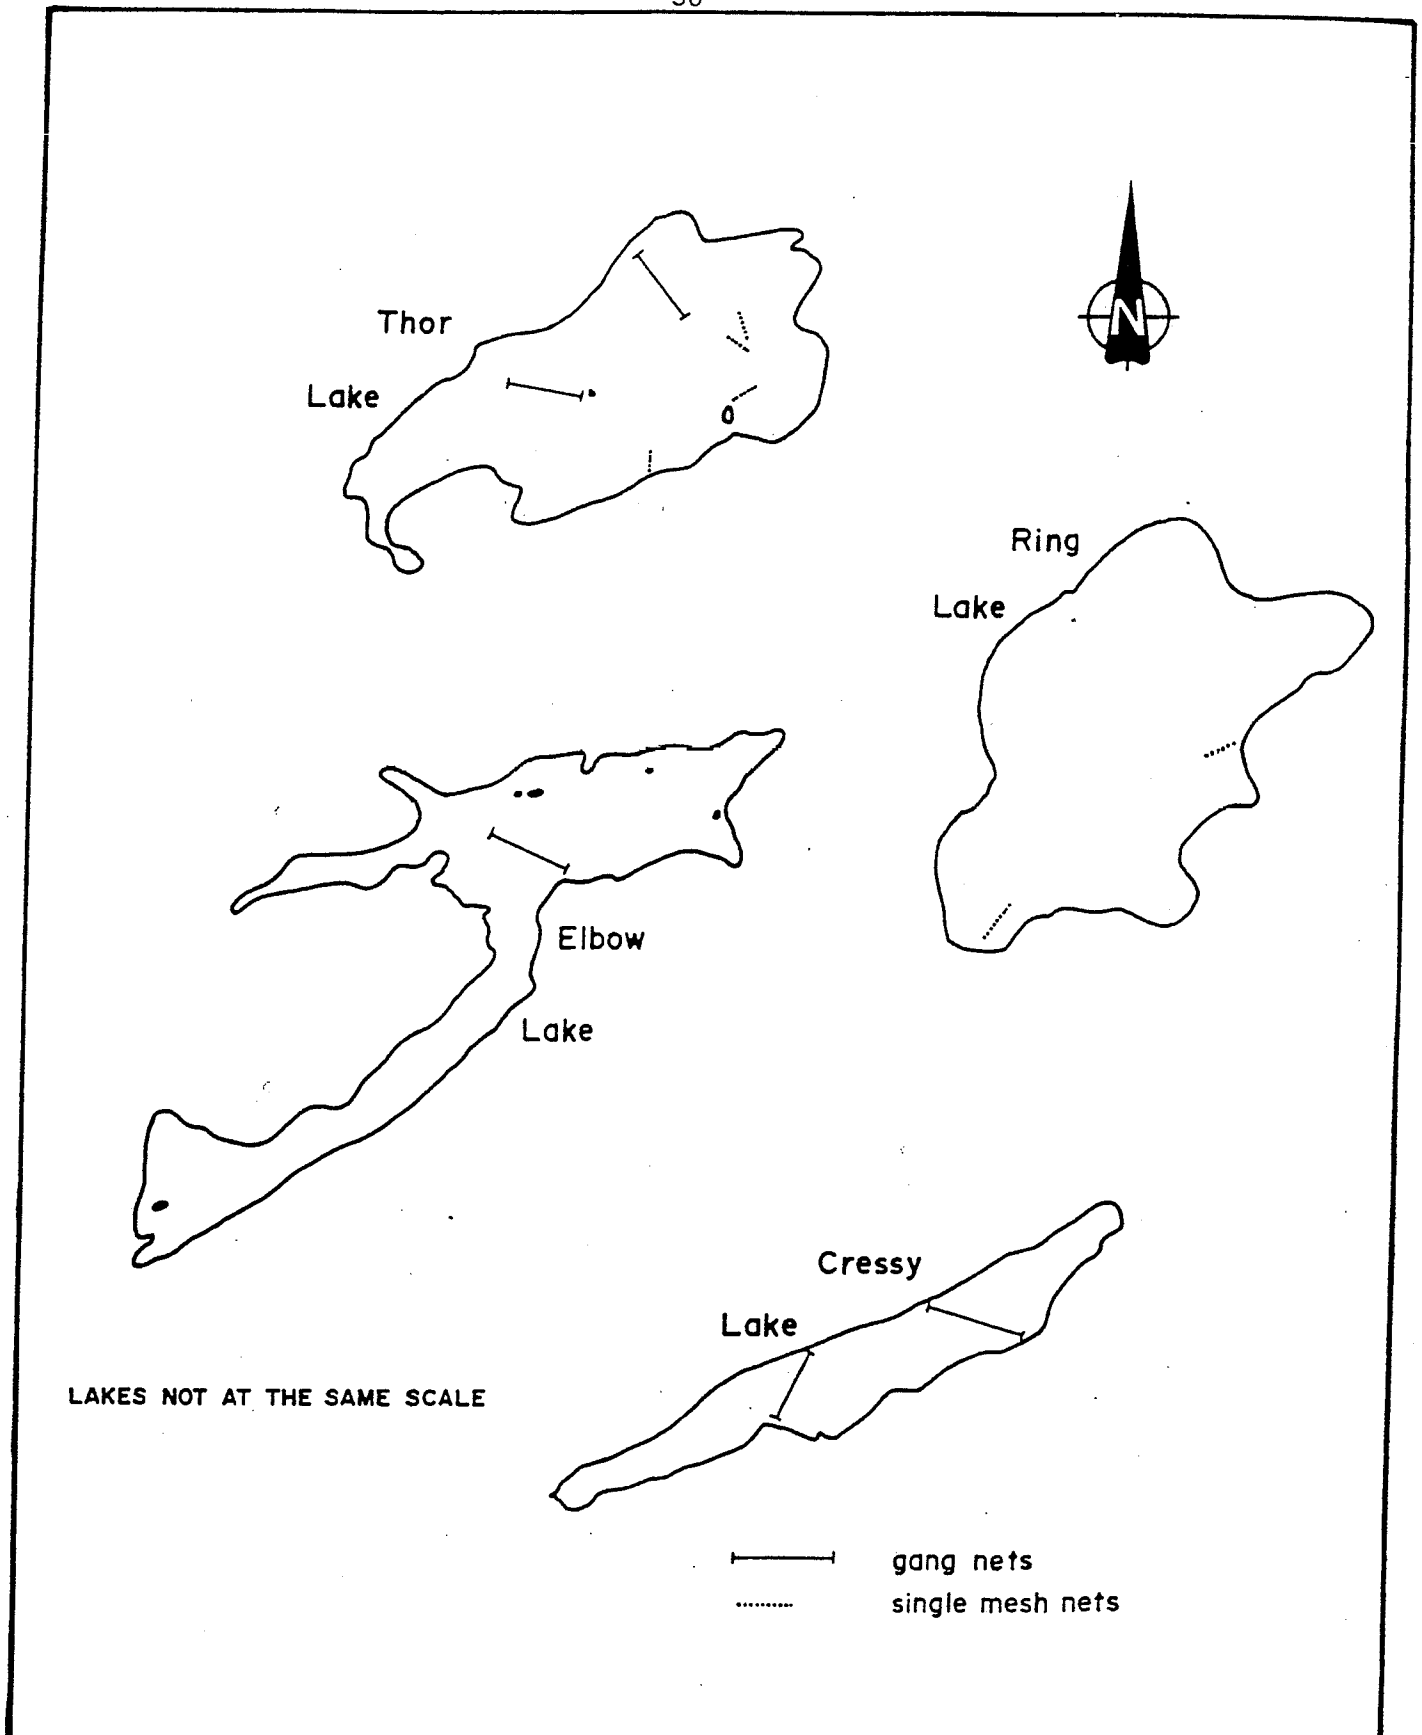 Thor
Lake
N
Ring
Lake
Elbow
Lake
Cressy
Lake
LAKES NOT AT THE SAME SCALE
gang nets
single mesh nets